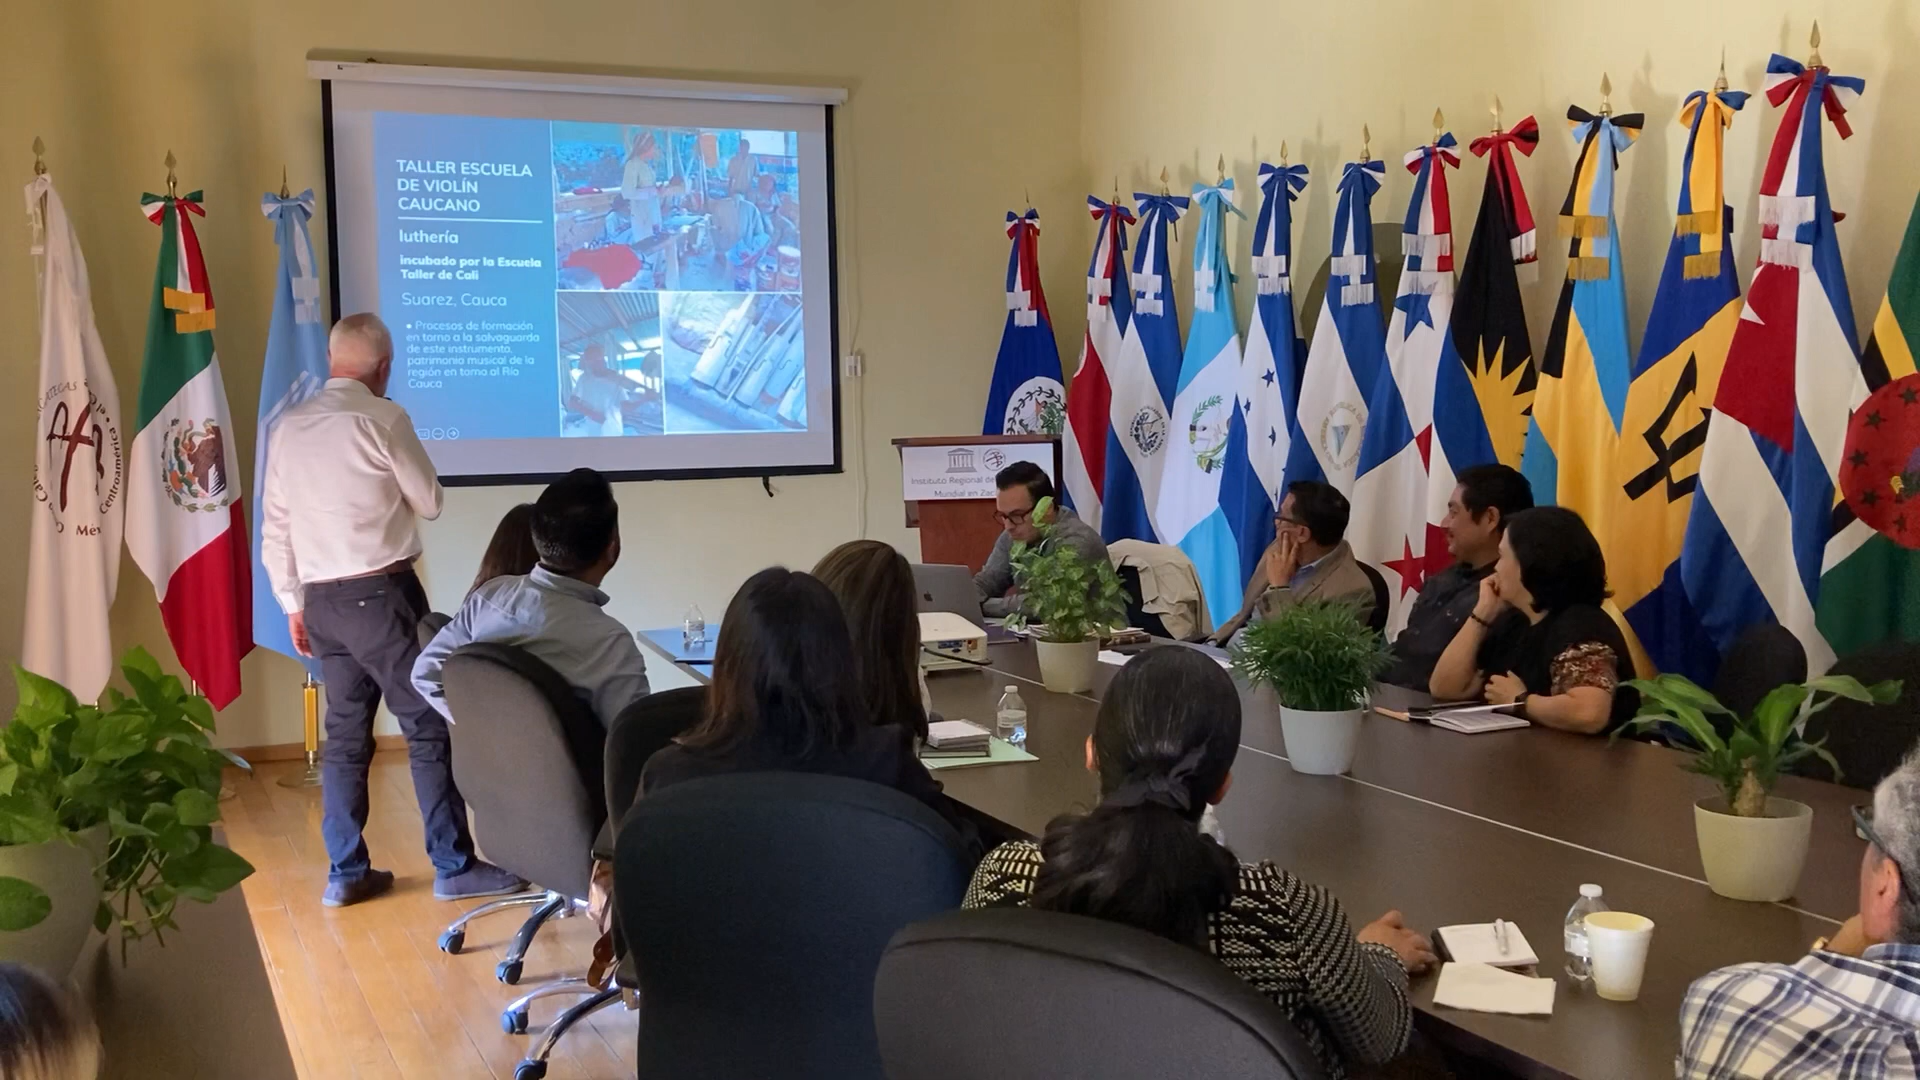 TALLER ESCUELA
DE VIOLÍN
CAUCANO
luthería
incubado por la Escuela
Taller de Cali
Suarez, Cauca
• Procesos de formación
en torno a la salvaguarda
de este instrumento,
patrimonio musical de la
región en torno al Río
Cauca
Instituto Regional de
Mundial en Zac
Centroamérica
Méx